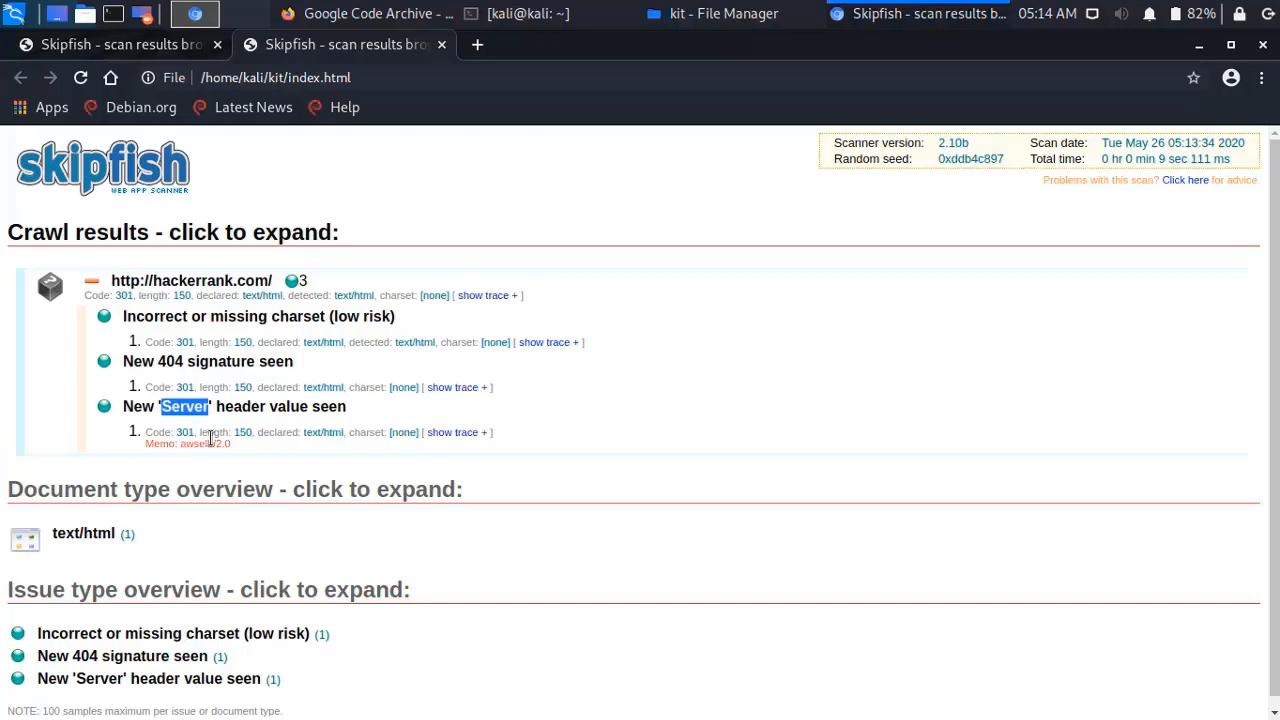 Google Code Archive - ...
[kali@kali: ~]
kit - File Manager
Skipfish - scan results b...
05:14 AM
82%
Skipfish - scan results bro
Skipfish - scan results brow
File /home/kali/kit/index.html
Apps Debian.org Latest News Help
skipfish
WEB APP SCANNER
Scanner version: 2.10b Scan date: Tue May 26 05:13:34 2020
Random seed: 0xddb4c897 Total time: 0 hr 0 min 9 sec 111 ms
Problems with this scan? Click here for advice.
Crawl results - click to expand:
http://hackerrank.com/ 3
Code: 301, length: 150, declared: text/html, detected: text/html, charset: [none] [ show trace + ]
Incorrect or missing charset (low risk)
1. Code: 301, length: 150, declared: text/html, detected: text/html, charset: [none] [ show trace + ]
New 404 signature seen
1. Code: 301, length: 150, declared: text/html, charset: [none] [ show trace + ]
New 'Server' header value seen
1. Code: 301, length: 150, declared: text/html, charset: [none] [ show trace + ]
Memo: awselb/2.0
Document type overview - click to expand:
text/html (1)
Issue type overview - click to expand:
Incorrect or missing charset (low risk) (1)
New 404 signature seen (1)
New 'Server' header value seen (1)
NOTE: 100 samples maximum per issue or document type.